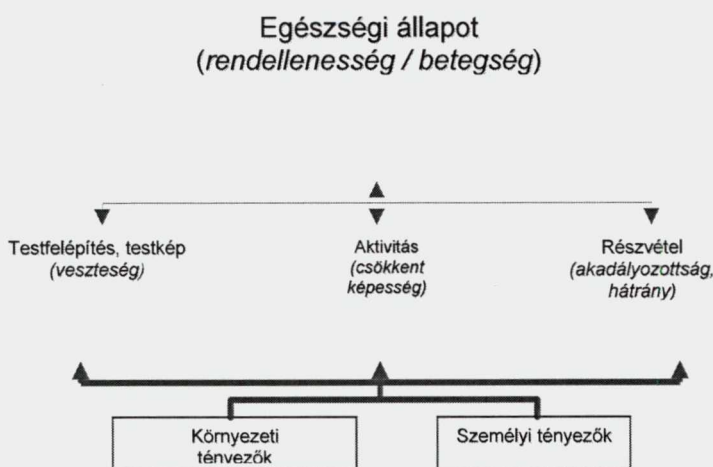 Egészségi állapot
(rendellenesség / betegség)
Testfelépítés, testkép
(veszteség)
Aktivitás
(csökkent
képesség)
Részvétel
(akadályozottság,
hátrány)
Környezeti
tényezők
Személyi tényezők